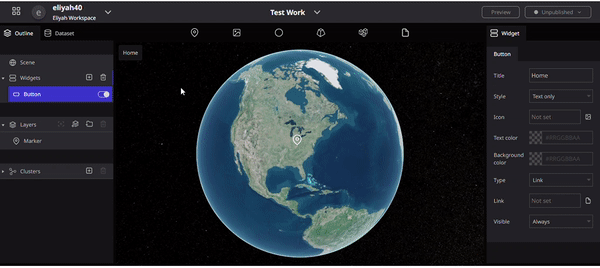 e
eliyah40
Eliyah Workspace
Test Work
Preview
Unpublished
Outline
Dataset
Widget
Scene
Widgets
Button
Layers
Marker
Clusters
Home
Button
Title
Home
Style
Text only
Icon
Not set
Text color
#RRGGBBAA
Background color
#RRGGBBAA
Type
Link
Link
Not set
Visible
Always